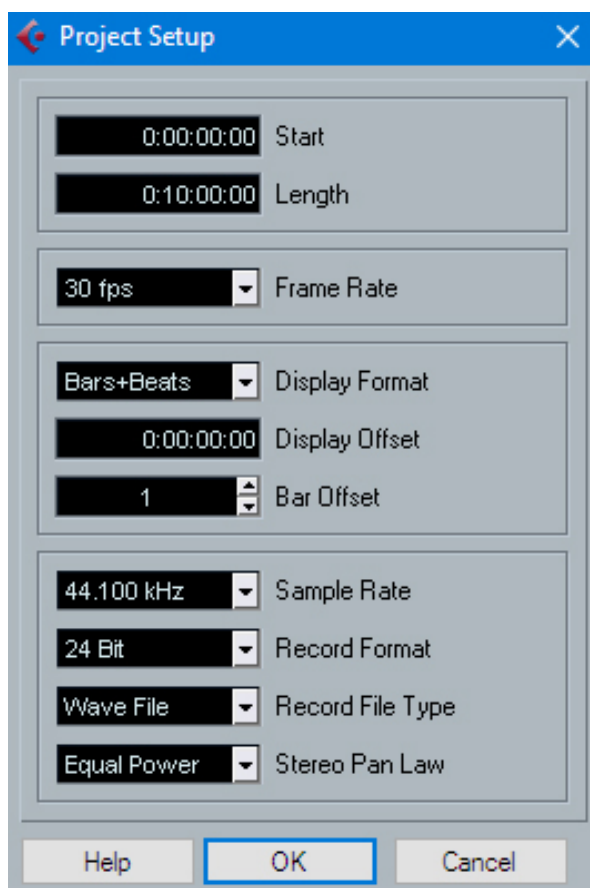 Project Setup
0:00:00:00 Start
0:10:00:00 Length
30 fps Frame Rate
Bars+Beats Display Format
0:00:00:00 Display Offset
1 Bar Offset
44.100 kHz Sample Rate
24 Bit Record Format
Wave File Record File Type
Equal Power Stereo Pan Law
Help OK Cancel